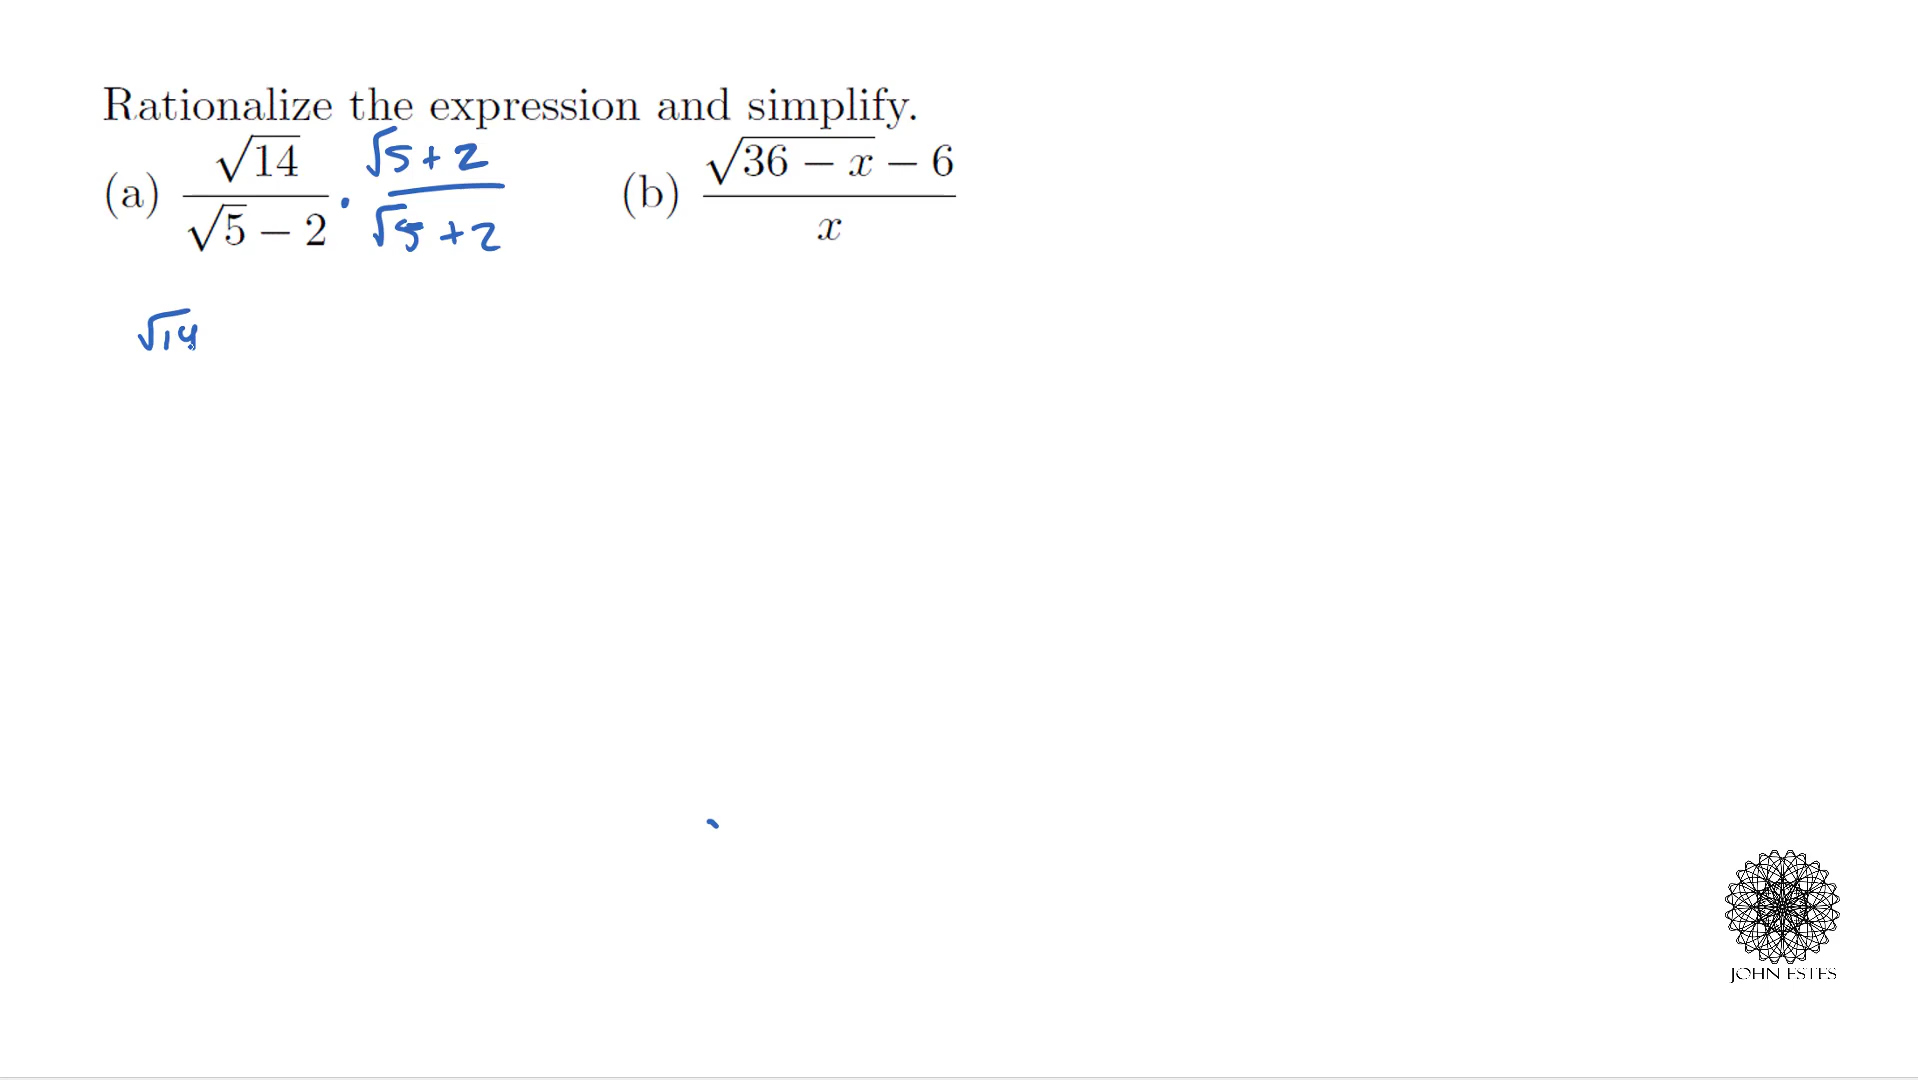 Rationalize the expression and simplify.
(a) √14 / (√5 − 2) · (√5 + 2) / (√5 + 2) (b) (√(36 − x) − 6) / x
√14
JOHN ESTES